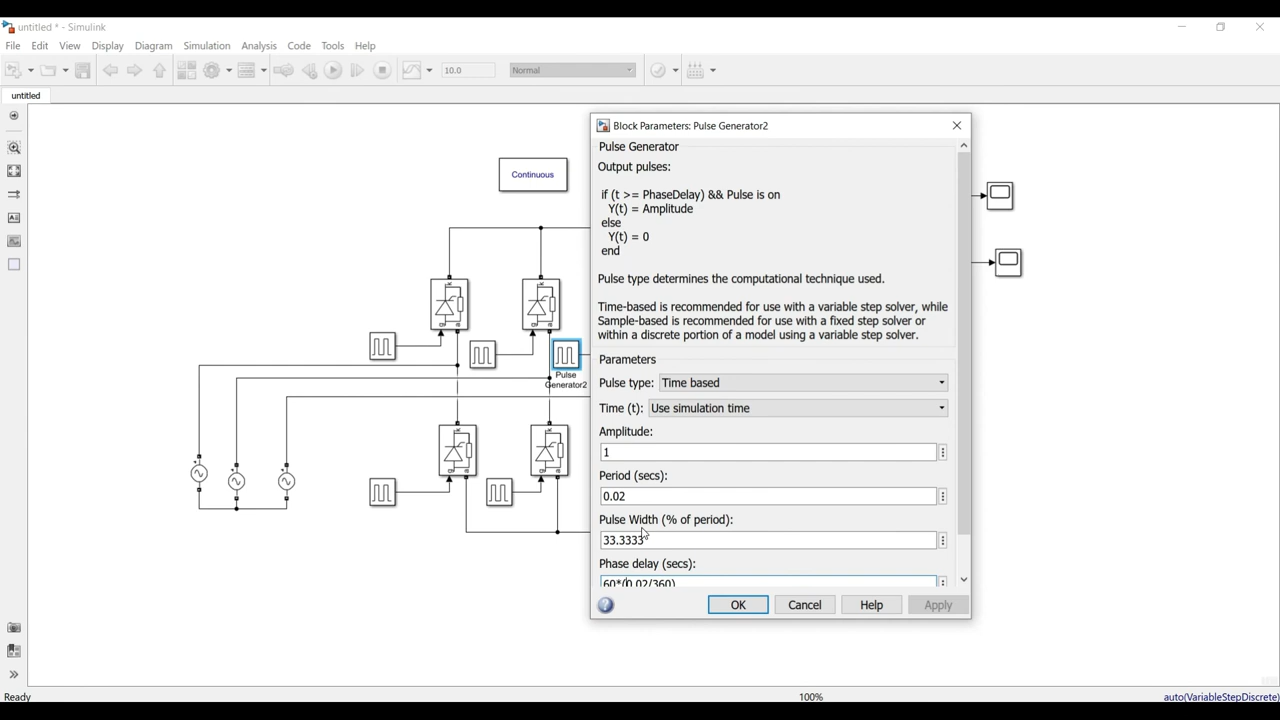 untitled * - Simulink
File Edit View Display Diagram Simulation Analysis Code Tools Help
10.0 Normal
untitled
Continuous
Pulse
Generator2
Block Parameters: Pulse Generator2
Pulse Generator
Output pulses:
if (t >= PhaseDelay) && Pulse is on
Y(t) = Amplitude
else
Y(t) = 0
end
Pulse type determines the computational technique used.
Time-based is recommended for use with a variable step solver, while
Sample-based is recommended for use with a fixed step solver or
within a discrete portion of a model using a variable step solver.
Parameters
Pulse type: Time based
Time (t): Use simulation time
Amplitude:
1
Period (secs):
0.02
Pulse Width (% of period):
33.3333
Phase delay (secs):
60*(0.02/360)
OK Cancel Help Apply
Ready 100% auto(VariableStepDiscrete)